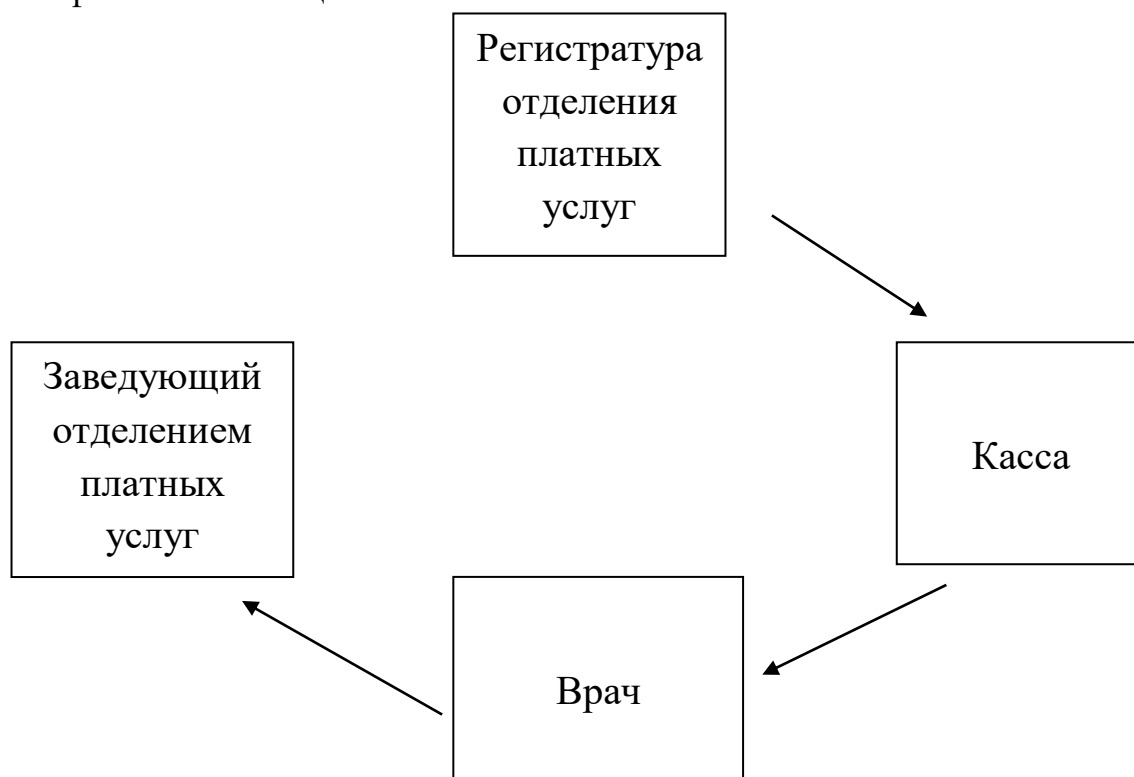 Регистратура
отделения
платных
услуг
Заведующий
отделением
платных
услуг
Касса
Врач